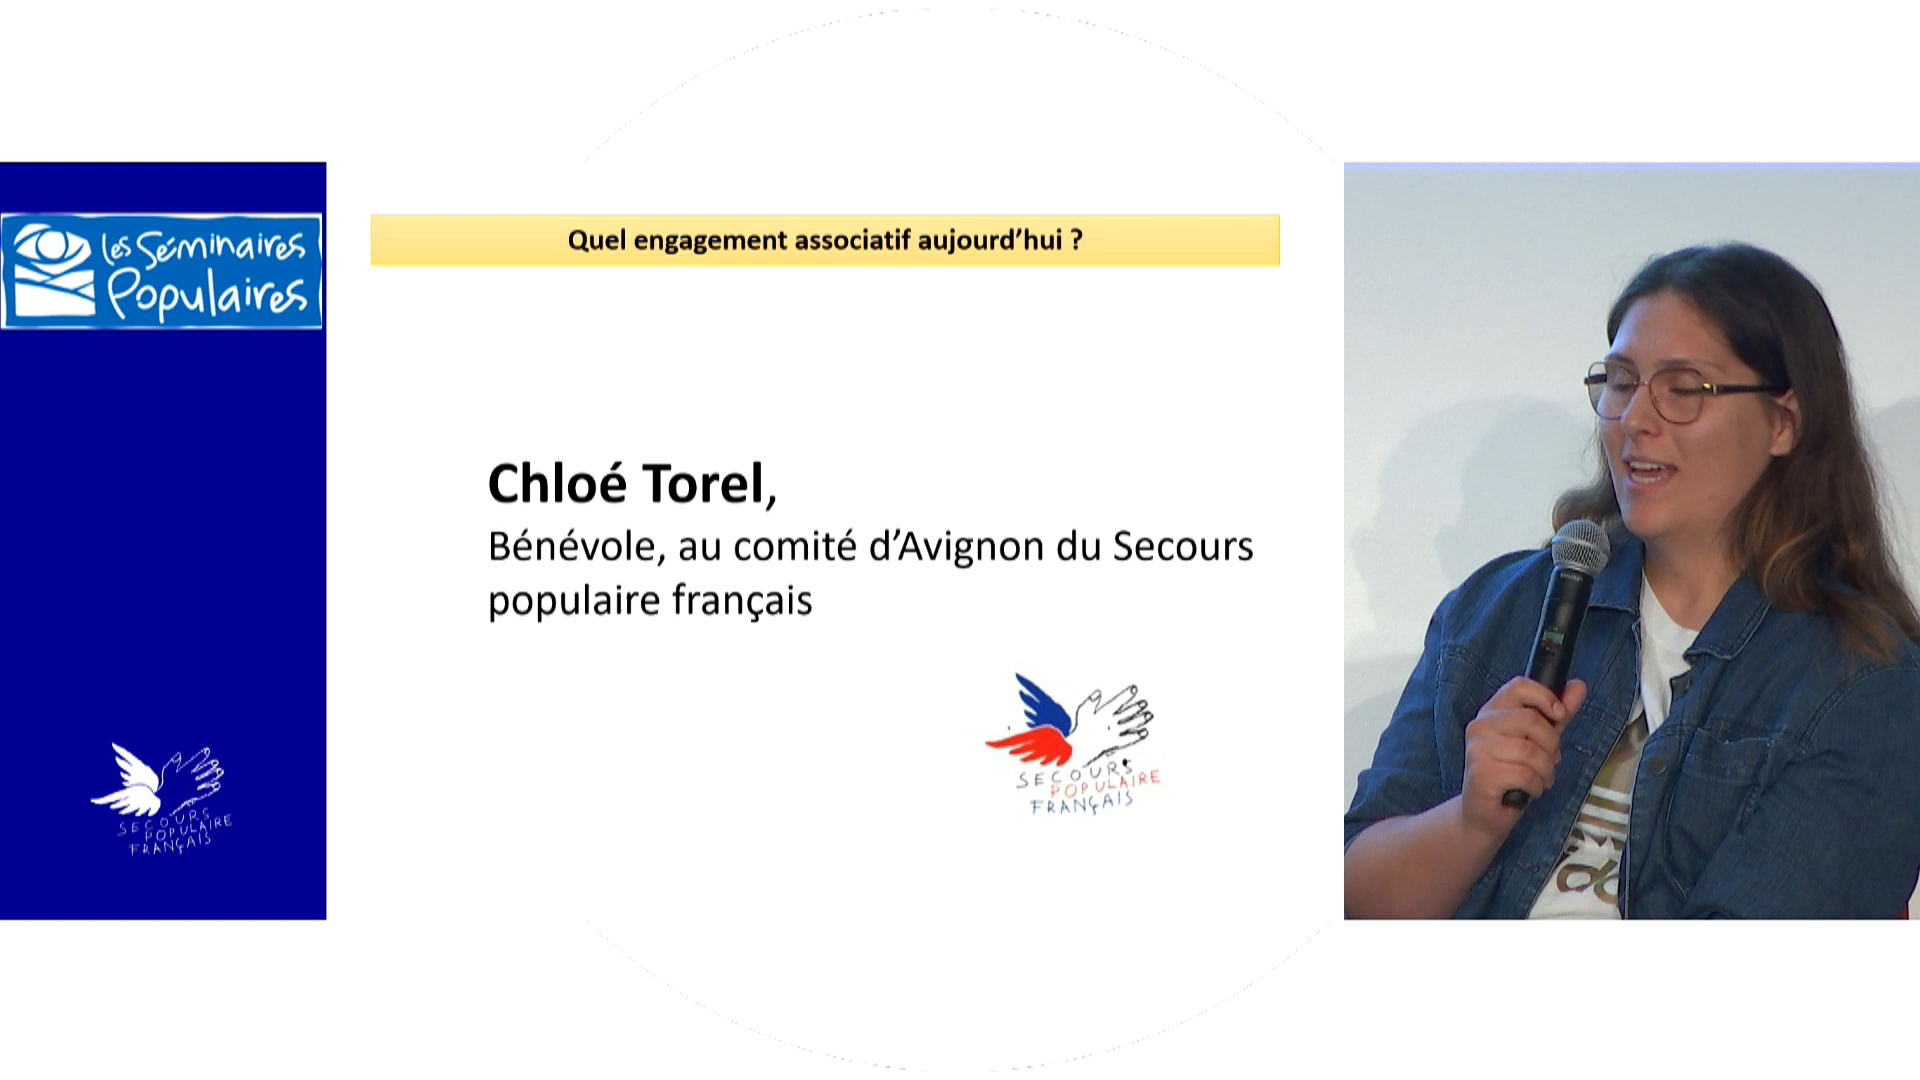 Les Séminaires
Populaires
Quel engagement associatif aujourd’hui ?
Chloé Torel,
Bénévole, au comité d’Avignon du Secours
populaire français
SECOURS
POPULAIRE
FRANÇAIS
SECOURS
POPULAIRE
FRANÇAIS